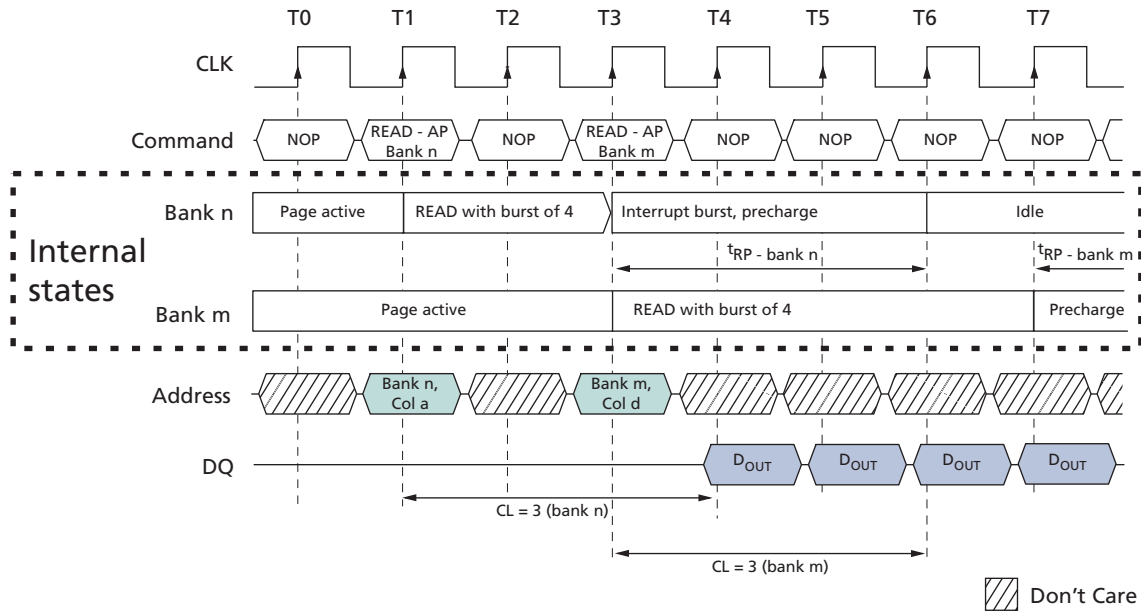 T0 T1 T2 T3 T4 T5 T6 T7
CLK
Command NOP READ - AP Bank n NOP READ - AP Bank m NOP NOP NOP NOP
Bank n Page active READ with burst of 4 Interrupt burst, precharge Idle
Internal states
tRP - bank n tRP - bank m
Bank m Page active READ with burst of 4 Precharge
Address Bank n, Col a Bank m, Col d
DQ DOUT DOUT DOUT DOUT
CL = 3 (bank n)
CL = 3 (bank m)
Don't Care